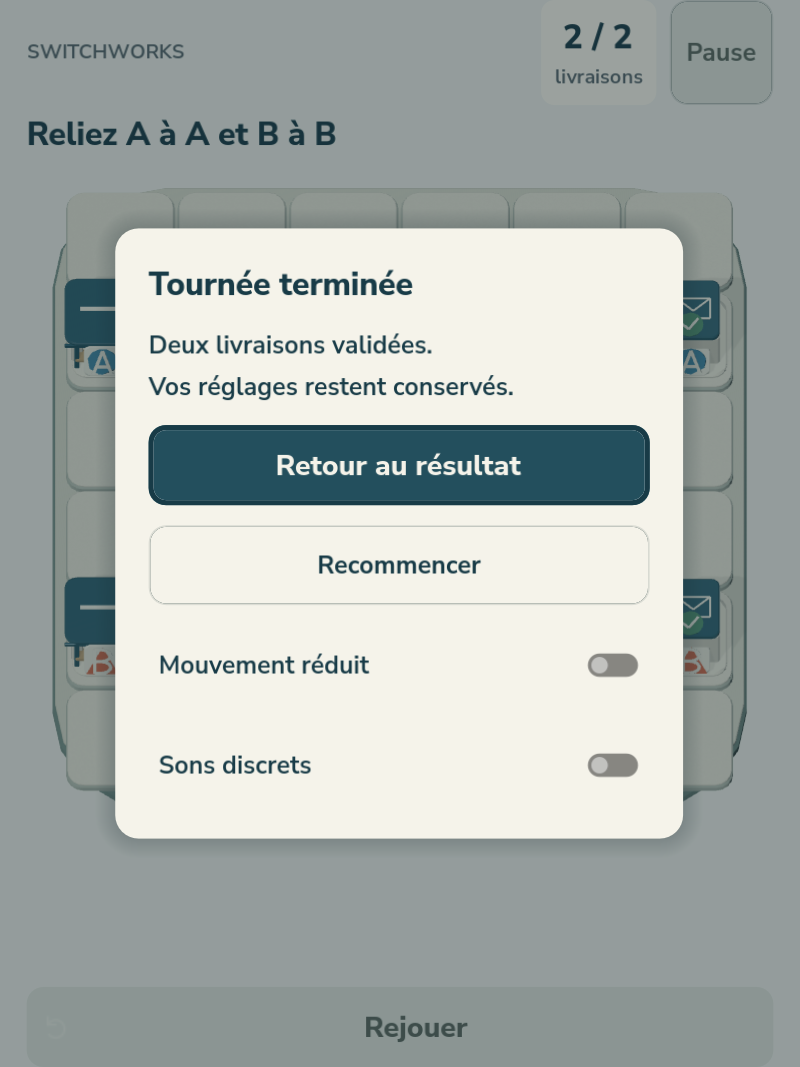 SWITCHWORKS
2 / 2
livraisons
Pause
Reliez A à A et B à B
Tournée terminée
Deux livraisons validées.
Vos réglages restent conservés.
A
A
Retour au résultat
Recommencer
B
B
Mouvement réduit
Sons discrets
Rejouer